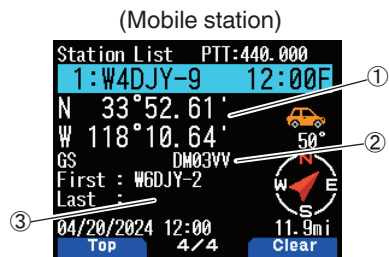 (Mobile station)
Station List PTT:440.000
1:W4DJY-9 12:00F
N 33°52.61'
W 118°10.64'
GS DM03VV
First : W6DJY-2
Last :
50°
N
W E
S
04/20/2024 12:00 11.9mi
Top 4/4 Clear
①
②
③